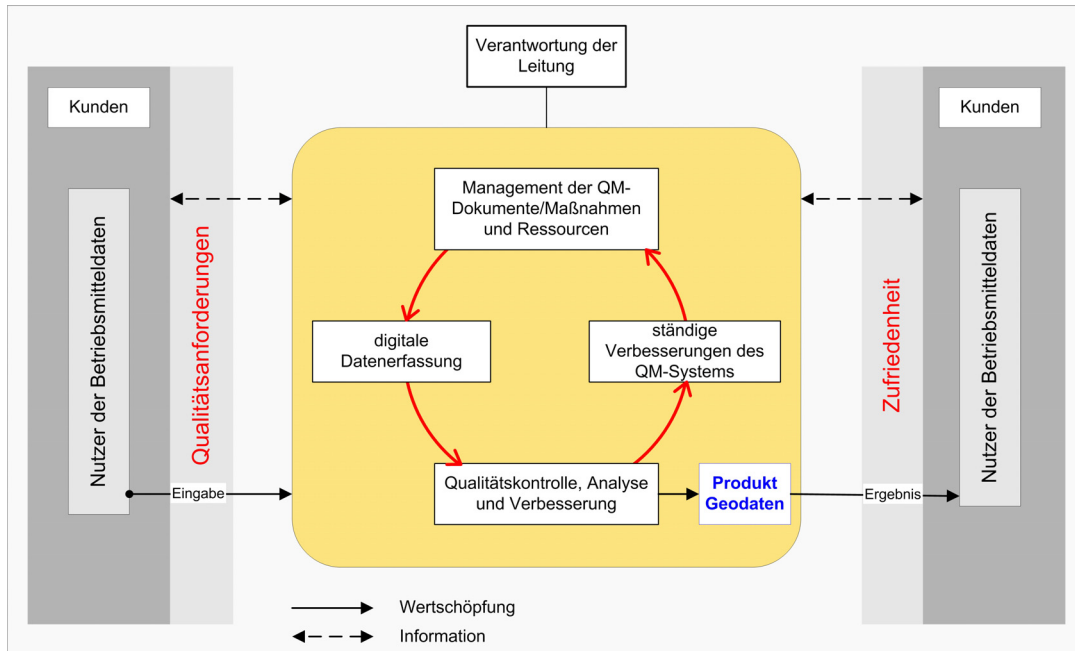 Verantwortung der
Leitung
Kunden
Kunden
Nutzer der Betriebsmitteldaten
Qualitätsanforderungen
Management der QM-
Dokumente/Maßnahmen
und Ressourcen
digitale
Datenerfassung
ständige
Verbesserungen des
QM-Systems
Zufriedenheit
Nutzer der Betriebsmitteldaten
Eingabe
Qualitätskontrolle, Analyse
und Verbesserung
Produkt
Geodaten
Ergebnis
Wertschöpfung
Information